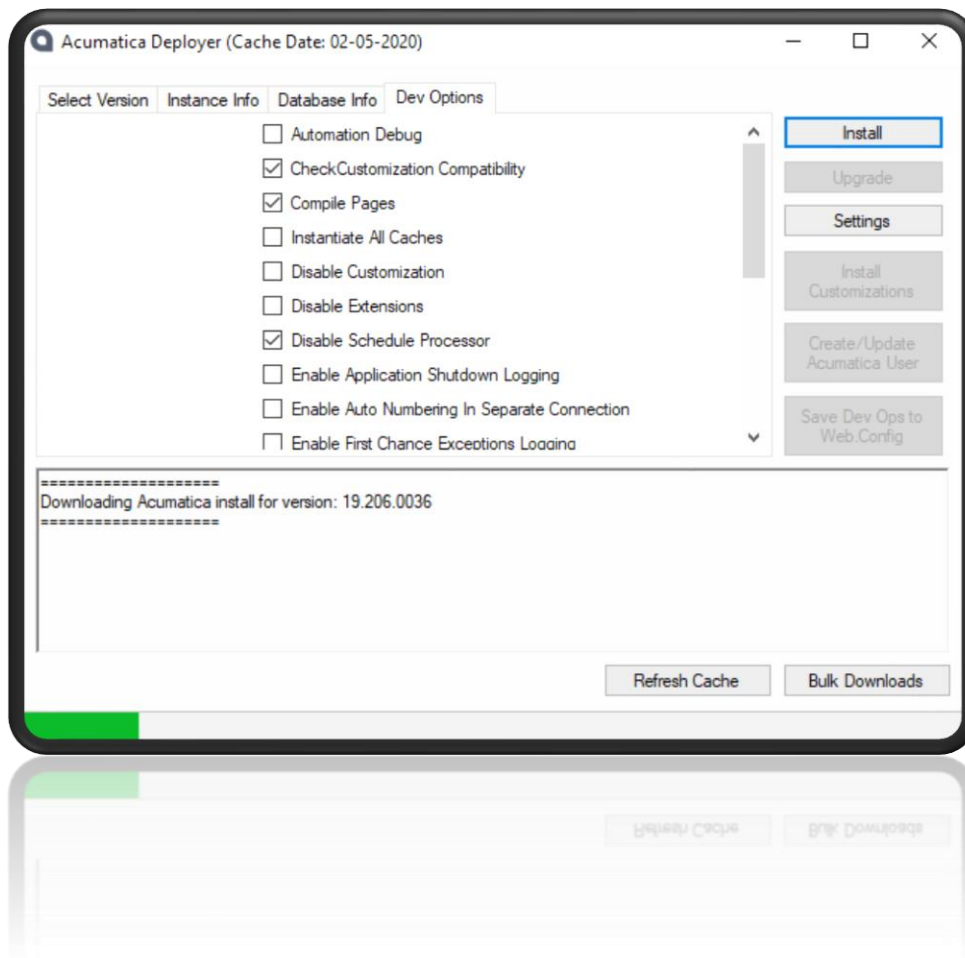 Acumatica Deployer (Cache Date: 02-05-2020)
Select Version Instance Info Database Info Dev Options
Automation Debug
CheckCustomization Compatibility
Compile Pages
Instantiate All Caches
Disable Customization
Disable Extensions
Disable Schedule Processor
Enable Application Shutdown Logging
Enable Auto Numbering In Separate Connection
Enable First Chance Exceptions Logging
Install
Upgrade
Settings
Install
Customizations
Create/Update
Acumatica User
Save Dev Ops to
Web.Config
====================
Downloading Acumatica install for version: 19.206.0036
====================
Refresh Cache Bulk Downloads